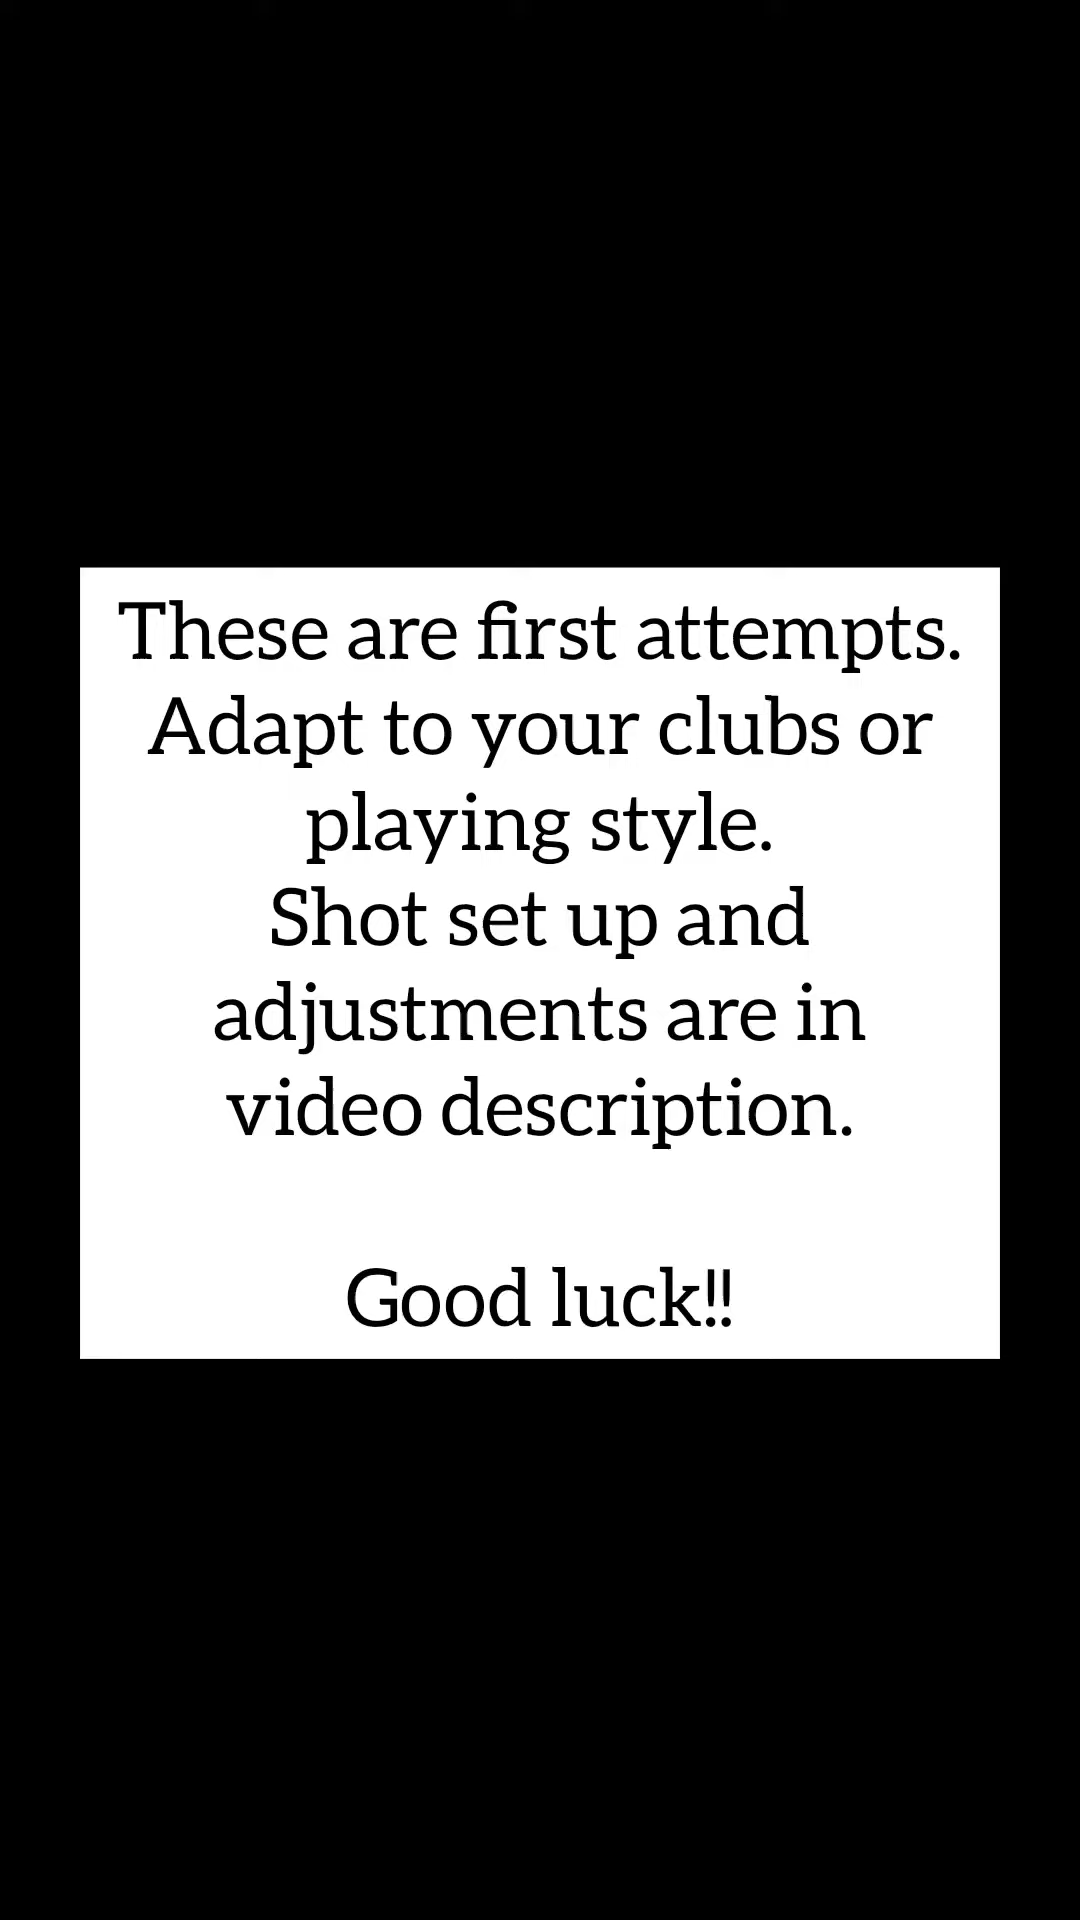 These are first attempts.
Adapt to your clubs or
playing style.
Shot set up and
adjustments are in
video description.
Good luck!!